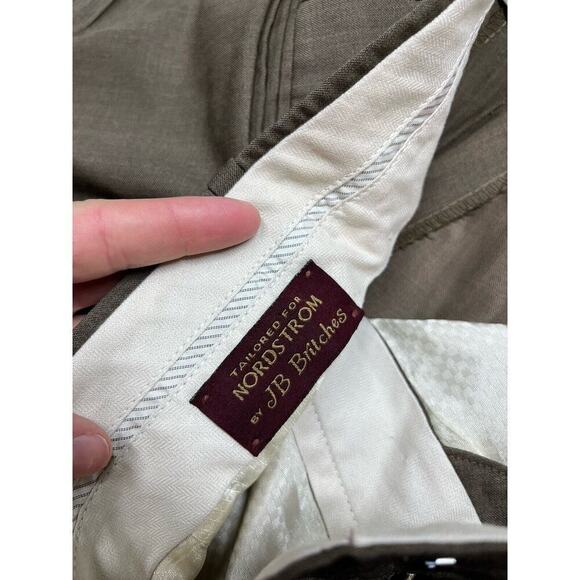 TAILORED FOR
NORDSTROM
BY JB Britches